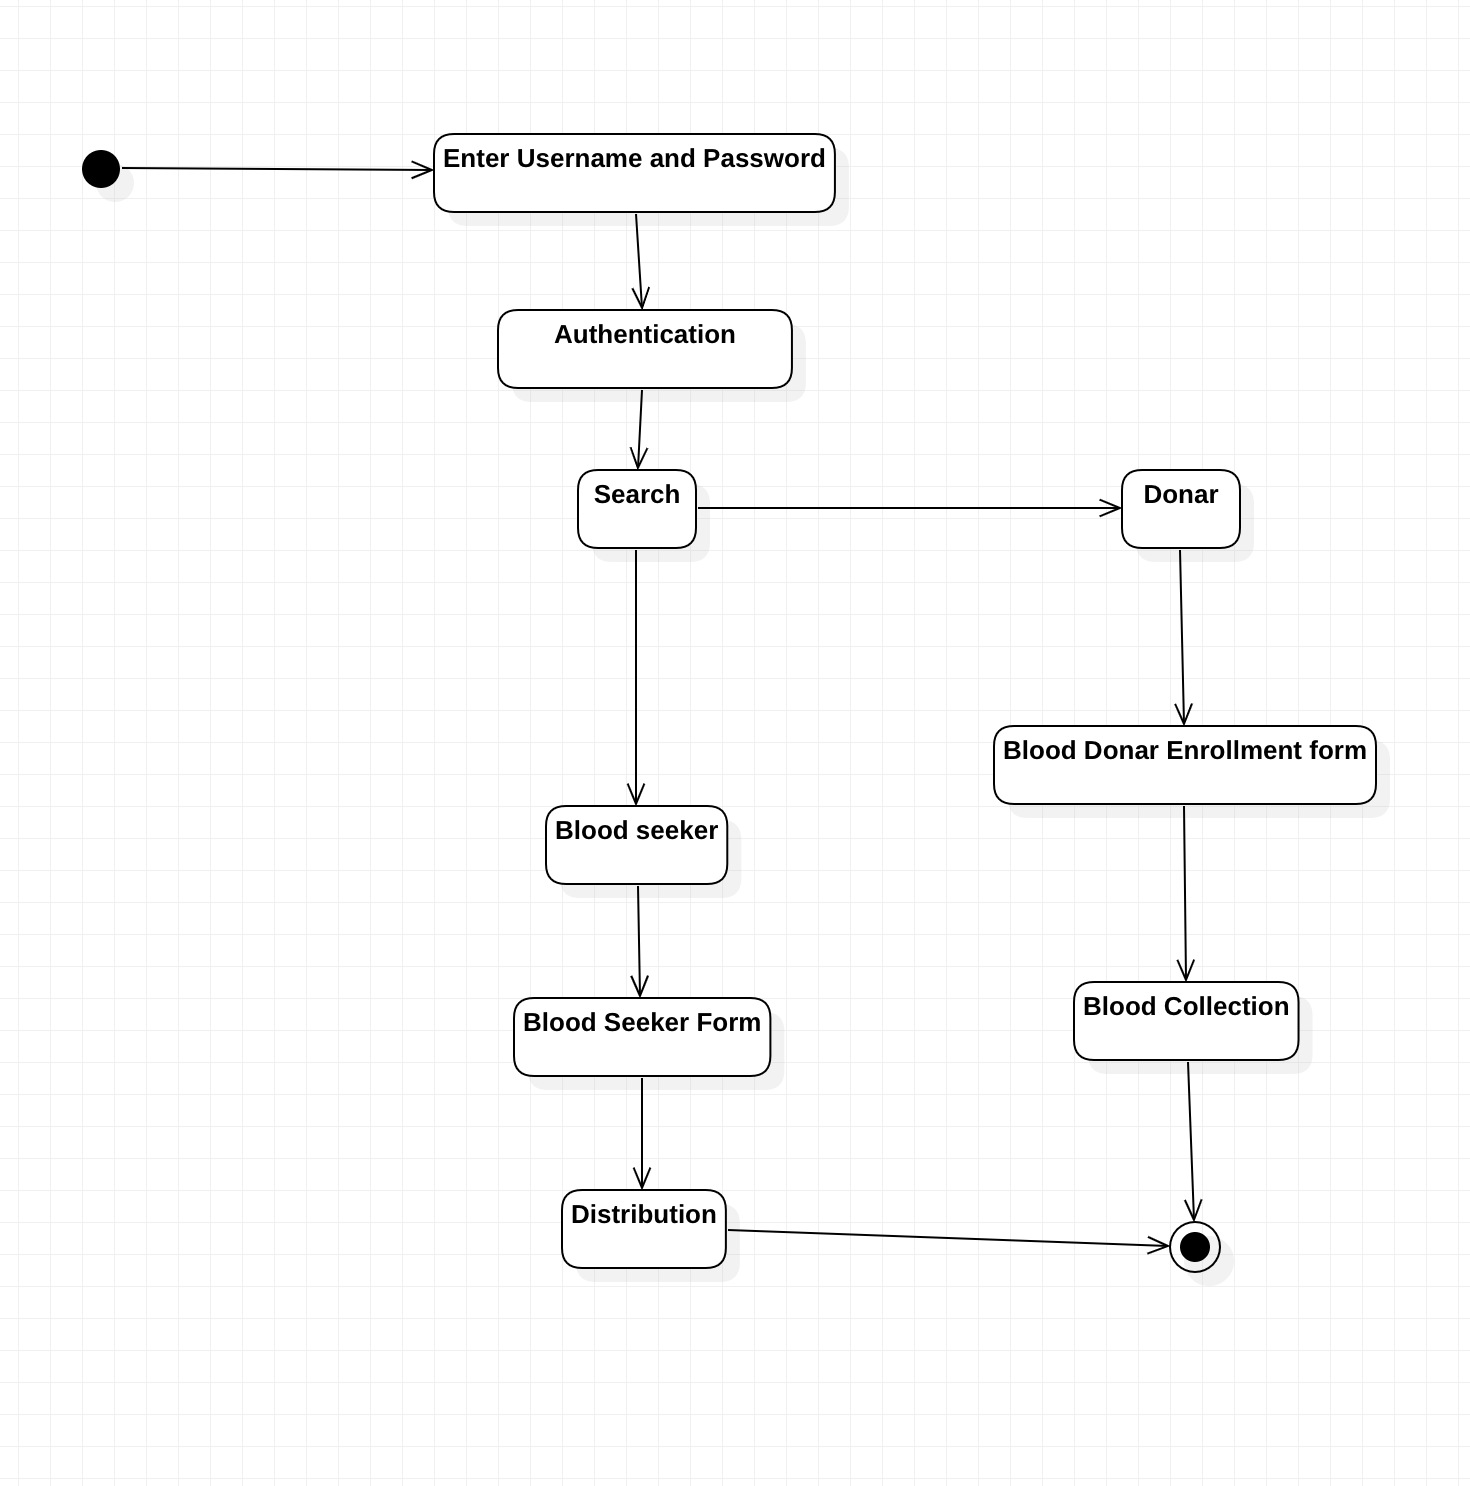 Enter Username and Password
Authentication
Search
Donar
Blood Donar Enrollment form
Blood seeker
Blood Collection
Blood Seeker Form
Distribution